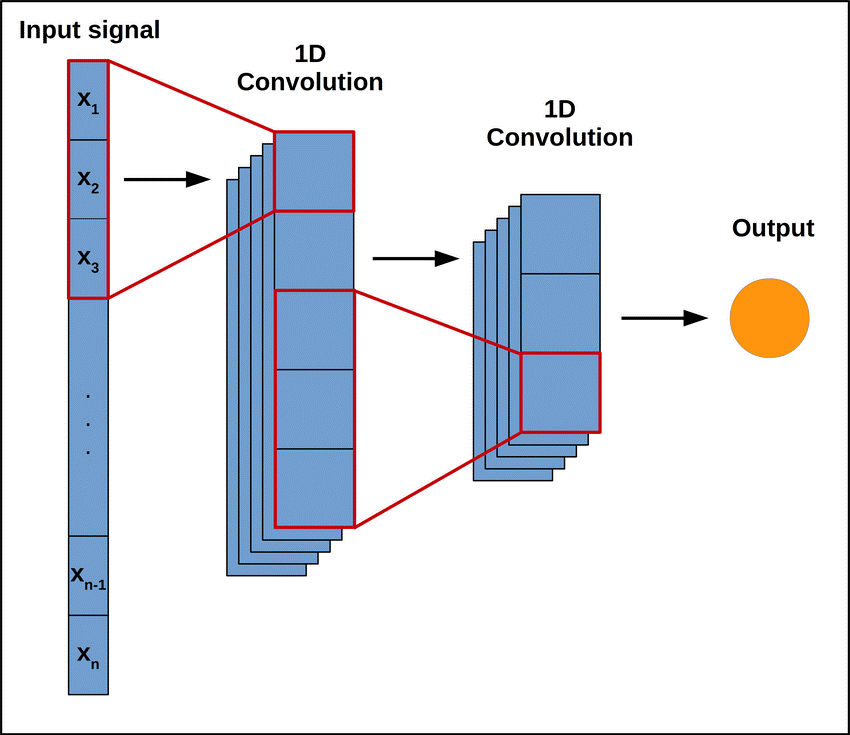 Input signal
1D
Convolution
1D
Convolution
Output
x1
x2
x3
.
.
.
xn-1
xn